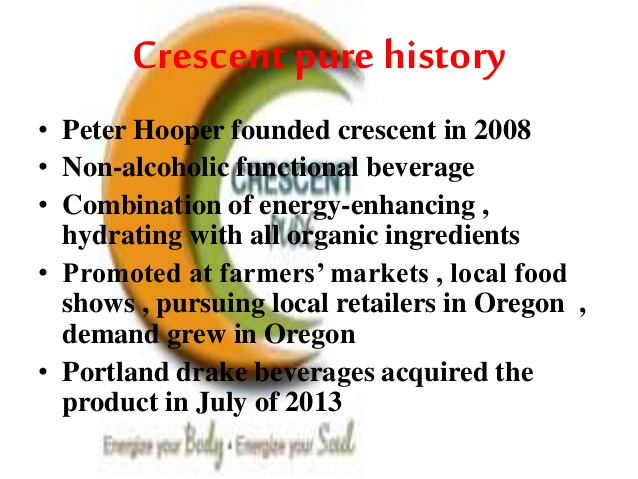 Crescent pure history
• Peter Hooper founded crescent in 2008
• Non-alcoholic functional beverage
• Combination of energy-enhancing ,
hydrating with all organic ingredients
• Promoted at farmers’ markets , local food
shows , pursuing local retailers in Oregon ,
demand grew in Oregon
• Portland drake beverages acquired the
product in July of 2013
CRESCENT
PURE
Energize your Body • Energize your Soul